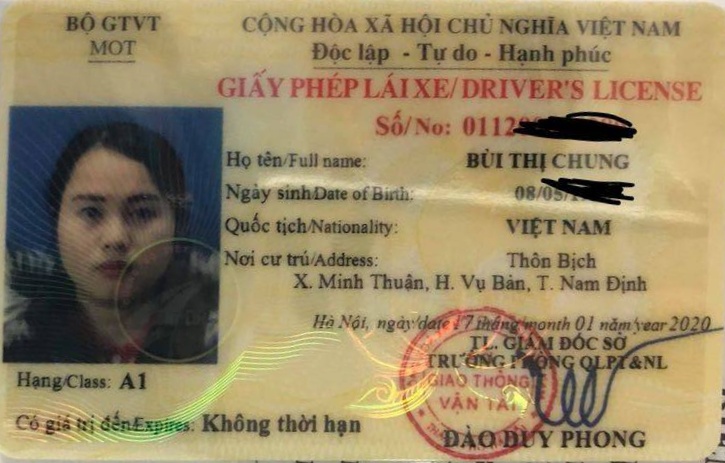 BỘ GTVT
MOT
CỘNG HÒA XÃ HỘI CHỦ NGHĨA VIỆT NAM
Độc lập - Tự do - Hạnh phúc
GIẤY PHÉP LÁI XE/ DRIVER'S LICENSE
Số/No: 0112
Họ tên/Full name: BÙI THỊ CHUNG
Ngày sinh/Date of Birth: 08/05/
Quốc tịch/Nationality: VIỆT NAM
Nơi cư trú/Address: Thôn Bịch
X. Minh Thuận, H. Vụ Bản, T. Nam Định
Hà Nội, ngày/date 17 tháng/month 01 năm/year 2020
TL. GIÁM ĐỐC SỞ
TRƯỞNG PHÒNG QLPT&NL
GIAO THÔNG
VẬN TẢI
Hạng/Class: A1
Có giá trị đến/Expires: Không thời hạn
ĐÀO DUY PHONG